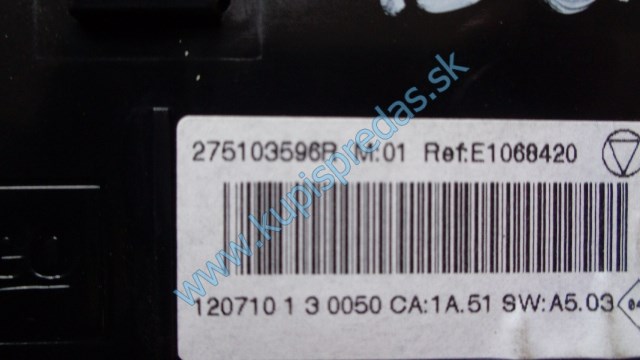 275103596R M:01 Ref:E1068420
www.kupispredas.sk
120710 1 3 0050 CA:1A.51 SW:A5.03